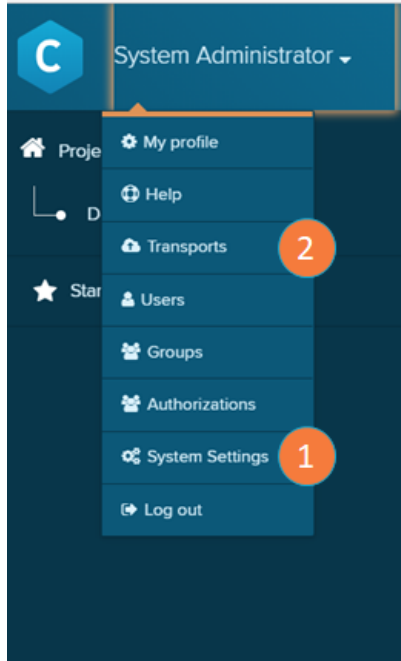 C
System Administrator
Proje
My profile
Help
D
Transports
2
Star
Users
Groups
Authorizations
System Settings
1
Log out